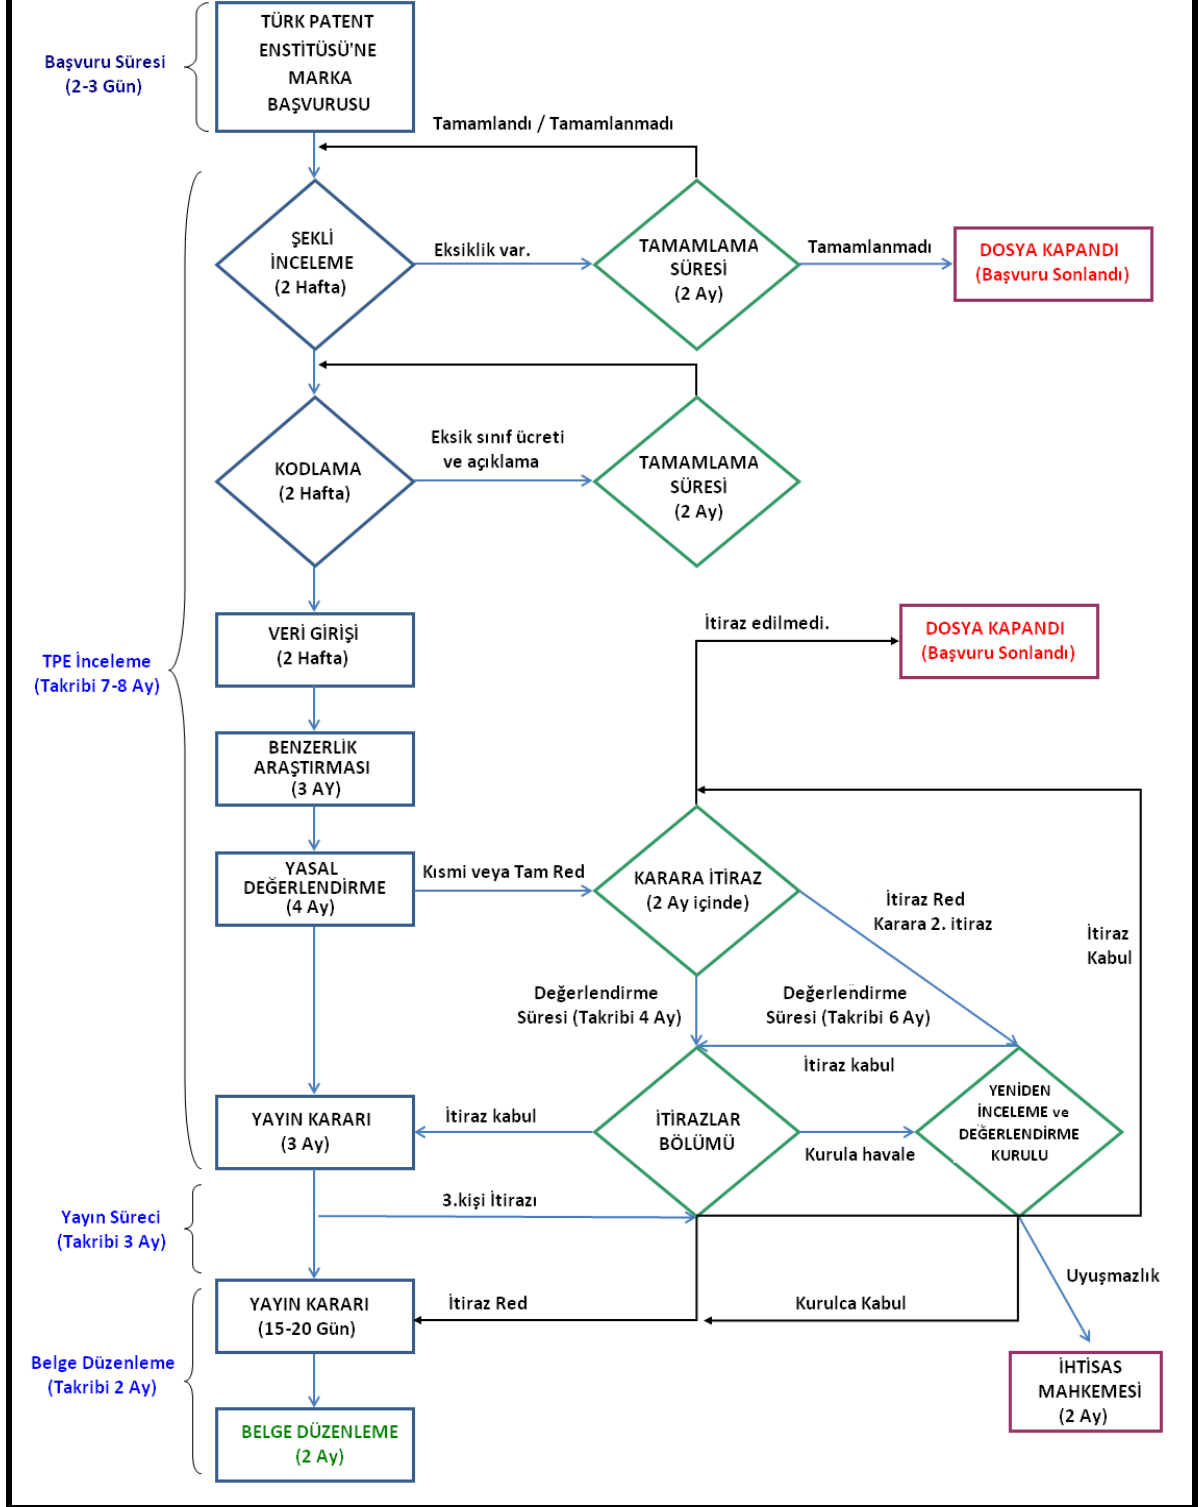 TÜRK PATENT
ENSTİTÜSÜ'NE
MARKA
BAŞVURUSU
Başvuru Süresi
(2-3 Gün)
Tamamlandı / Tamamlanmadı
ŞEKLİ
İNCELEME
(2 Hafta)
Eksiklik var.
TAMAMLAMA
SÜRESİ
(2 Ay)
Tamamlanmadı
DOSYA KAPANDI
(Başvuru Sonlandı)
KODLAMA
(2 Hafta)
Eksik sınıf ücreti
ve açıklama
TAMAMLAMA
SÜRESİ
(2 Ay)
TPE İnceleme
(Takribi 7-8 Ay)
VERİ GİRİŞİ
(2 Hafta)
İtiraz edilmedi.
DOSYA KAPANDI
(Başvuru Sonlandı)
BENZERLİK
ARAŞTIRMASI
(3 AY)
YASAL
DEĞERLENDİRME
(4 Ay)
Kısmi veya Tam Red
KARARA İTİRAZ
(2 Ay içinde)
İtiraz Red
Karara 2. itiraz
İtiraz
Kabul
Değerlendirme
Süresi (Takribi 4 Ay)
Değerlendirme
Süresi (Takribi 6 Ay)
İtiraz kabul
YAYIN KARARI
(3 Ay)
İtiraz kabul
İTİRAZLAR
BÖLÜMÜ
Kurula havale
YENİDEN
İNCELEME ve
DEĞERLENDİRME
KURULU
3.kişi İtirazı
Yayın Süreci
(Takribi 3 Ay)
Uyuşmazlık
YAYIN KARARI
(15-20 Gün)
İtiraz Red
Kurulca Kabul
Belge Düzenleme
(Takribi 2 Ay)
İHTİSAS
MAHKEMESİ
(2 Ay)
BELGE DÜZENLEME
(2 Ay)